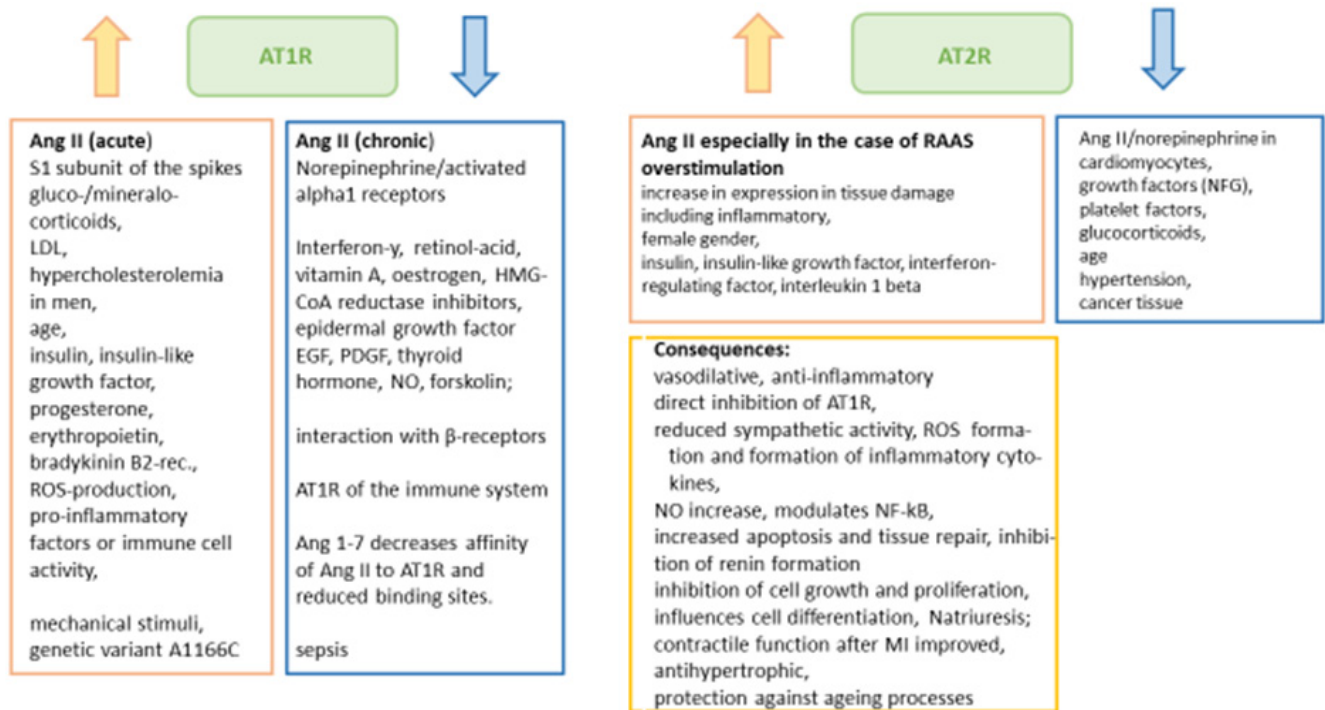 AT1R
Ang II (acute)
S1 subunit of the spikes
gluco-/mineralo-
corticoids,
LDL,
hypercholesterolemia
in men,
age,
insulin, insulin-like
growth factor,
progesterone,
erythropoietin,
bradykinin B2-rec.,
ROS-production,
pro-inflammatory
factors or immune cell
activity,
mechanical stimuli,
genetic variant A1166C
Ang II (chronic)
Norepinephrine/activated
alpha1 receptors
Interferon-y, retinol-acid,
vitamin A, oestrogen, HMG-
CoA reductase inhibitors,
epidermal growth factor
EGF, PDGF, thyroid
hormone, NO, forskolin;
interaction with β-receptors
AT1R of the immune system
Ang 1-7 decreases affinity
of Ang II to AT1R and
reduced binding sites.
sepsis
AT2R
Ang II especially in the case of RAAS
overstimulation
increase in expression in tissue damage
including inflammatory,
female gender,
insulin, insulin-like growth factor, interferon-
regulating factor, interleukin 1 beta
Ang II/norepinephrine in
cardiomyocytes,
growth factors (NFG),
platelet factors,
glucocorticoids,
age
hypertension,
cancer tissue
Consequences:
vasodilative, anti-inflammatory
direct inhibition of AT1R,
reduced sympathetic activity, ROS forma-
tion and formation of inflammatory cyto-
kines,
NO increase, modulates NF-kB,
increased apoptosis and tissue repair, inhibi-
tion of renin formation
inhibition of cell growth and proliferation,
influences cell differentiation, Natriuresis;
contractile function after MI improved,
antihypertrophic,
protection against ageing processes